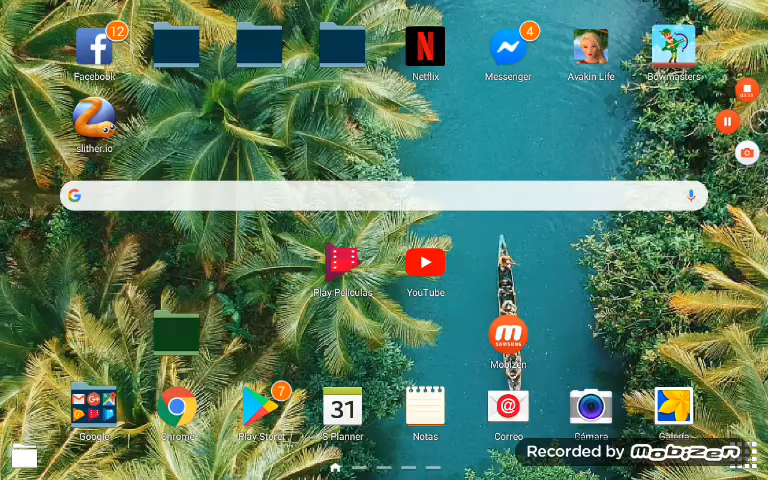 12
4
Facebook
Netflix
Messenger
Avakin Life
Bowmasters
slither.io
Play Películas
YouTube
Mobizen
SAMSUNG
7
31
Google
Chrome
Play Store
S Planner
Notas
Correo
Cámara
Galería
Recorded by Mobizen